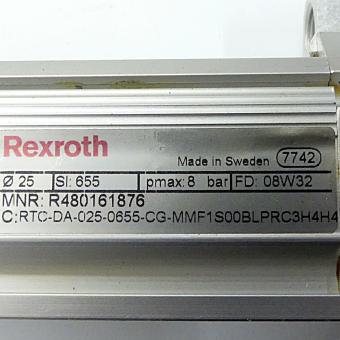 Rexroth
Made in Sweden 7742
Ø 25 SI: 655 pmax: 8 bar FD: 08W32
MNR: R480161876
C:RTC-DA-025-0655-CG-MMF1S00BLPRC3H4H4